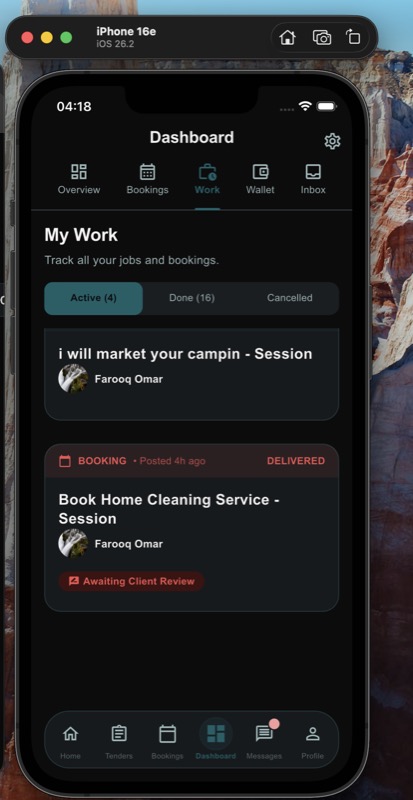 iPhone 16e
iOS 26.2
04:18
Dashboard
Overview
Bookings
Work
Wallet
Inbox
My Work
Track all your jobs and bookings.
Active (4)
Done (16)
Cancelled
i will market your campin - Session
Farooq Omar
BOOKING • Posted 4h ago
DELIVERED
Book Home Cleaning Service -
Session
Farooq Omar
Awaiting Client Review
Home
Tenders
Bookings
Dashboard
Messages
Profile